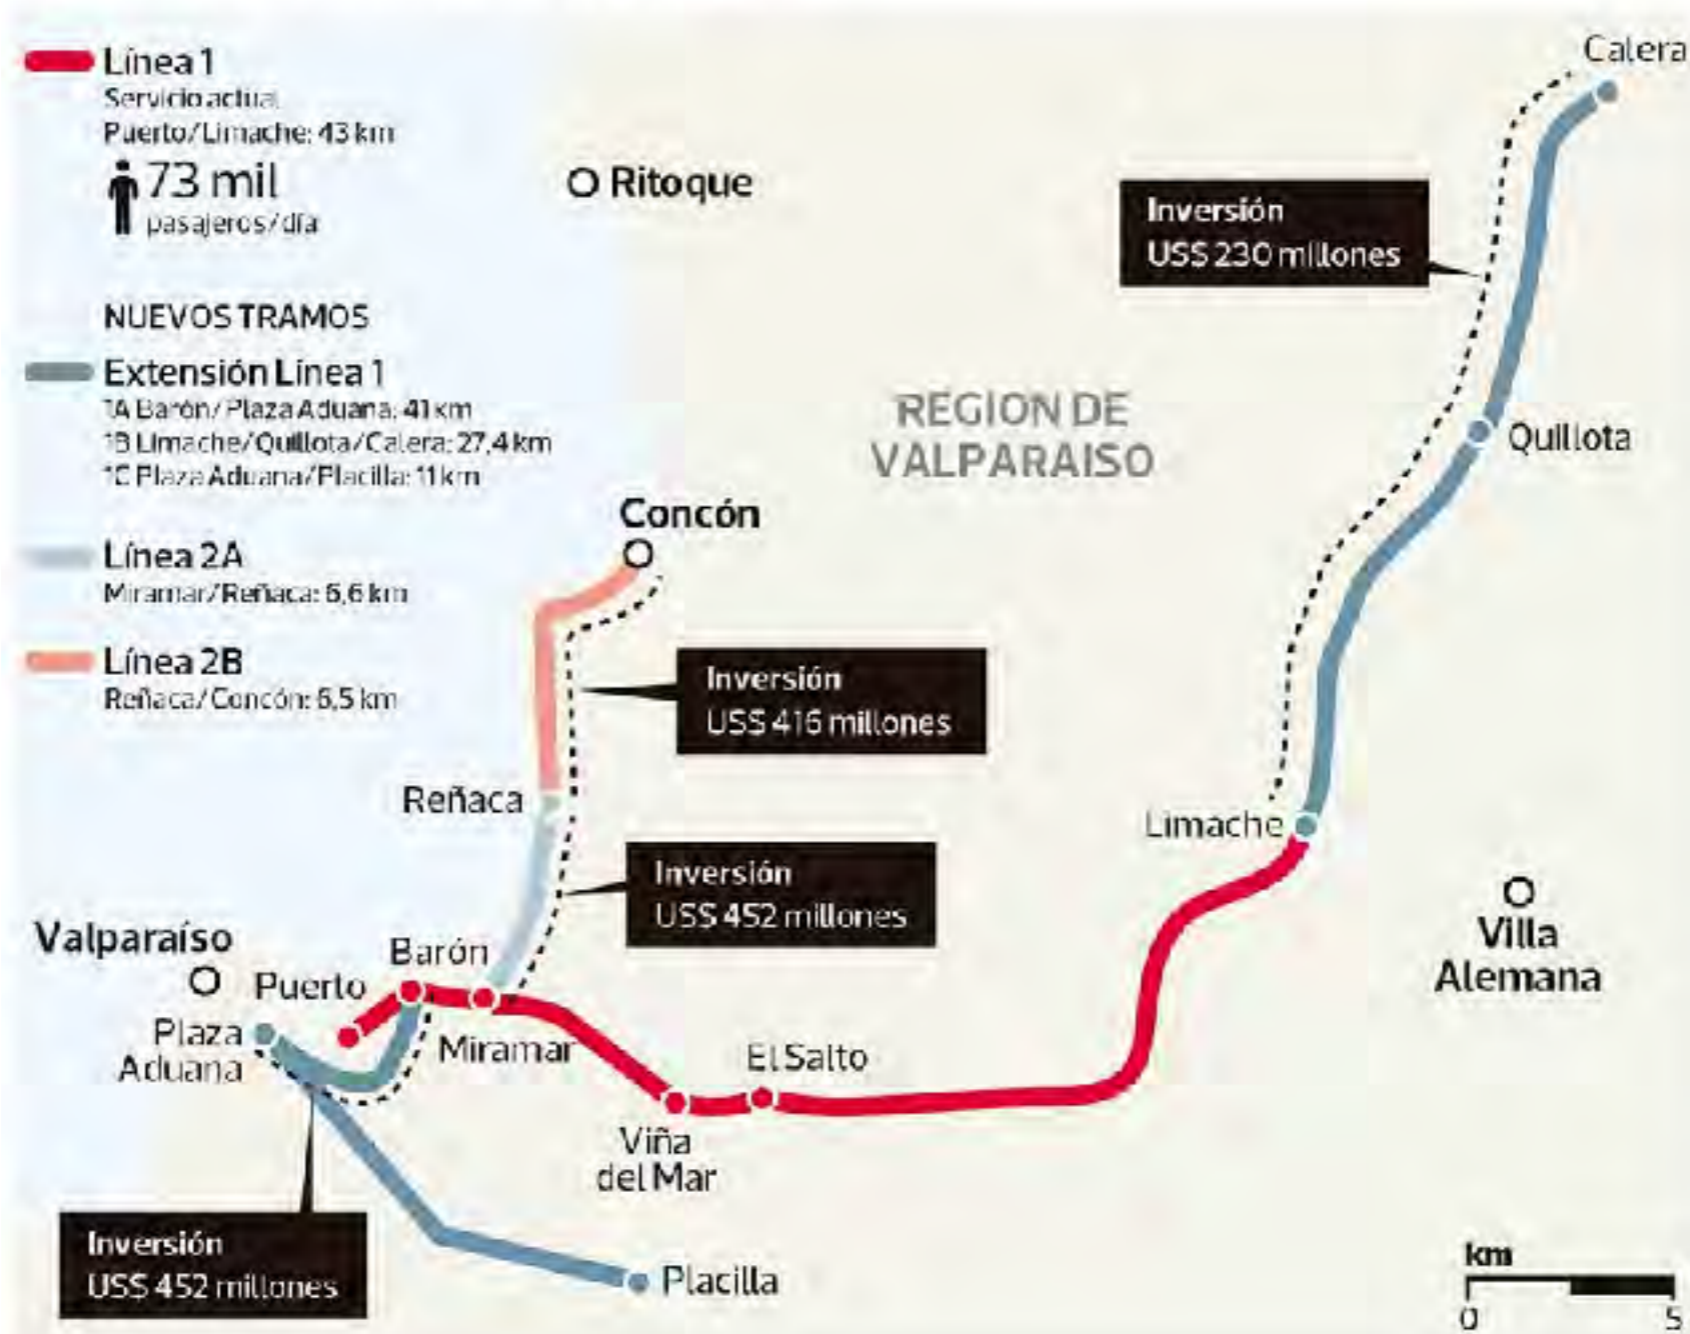 Línea 1
Servicio actual
Puerto/Limache: 43 km
73 mil
pasajeros/día
NUEVOS TRAMOS
Extensión Línea 1
1A Barón/Plaza Aduana: 41 km
1B Limache/Quillota/Calera: 27,4 km
1C Plaza Aduana/Placilla: 11 km
Línea 2A
Miramar/Reñaca: 6,6 km
Línea 2B
Reñaca/Concón: 6,5 km
Calera
Ritoque
Inversión
US$ 230 millones
REGION DE
VALPARAISO
Quillota
Concón
Inversión
US$ 416 millones
Reñaca
Limache
Inversión
US$ 452 millones
Villa
Alemana
Valparaíso
Barón
Puerto
Plaza
Aduana
Miramar
El Salto
Viña
del Mar
Inversión
US$ 452 millones
Placilla
km
0 5